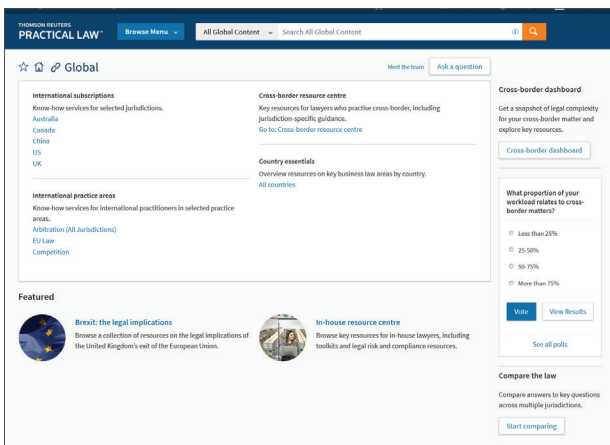 THOMSON REUTERS
PRACTICAL LAW™
Browse Menu
All Global Content
Search All Global Content
Global
Meet the team
Ask a question
International subscriptions
Know-how services for selected jurisdictions.
Australia
Canada
China
US
UK
International practice areas
Know-how services for international practitioners in selected practice
areas.
Arbitration (All Jurisdictions)
EU Law
Competition
Cross-border resource centre
Key resources for lawyers who practise cross-border, including
jurisdiction-specific guidance.
Go to: Cross-border resource centre
Country essentials
Overview resources on key business law areas by country.
All countries
Featured
Brexit: the legal implications
Browse a collection of resources on the legal implications of
the United Kingdom's exit of the European Union.
In-house resource centre
Browse key resources for in-house lawyers, including
toolkits and legal risk and compliance resources.
Cross-border dashboard
Get a snapshot of legal complexity
for your cross-border matter and
explore key resources.
Cross-border dashboard
What proportion of your
workload relates to cross-
border matters?
Less than 25%
25-50%
50-75%
More than 75%
Vote
View Results
See all polls
Compare the law
Compare answers to key questions
across multiple jurisdictions.
Start comparing